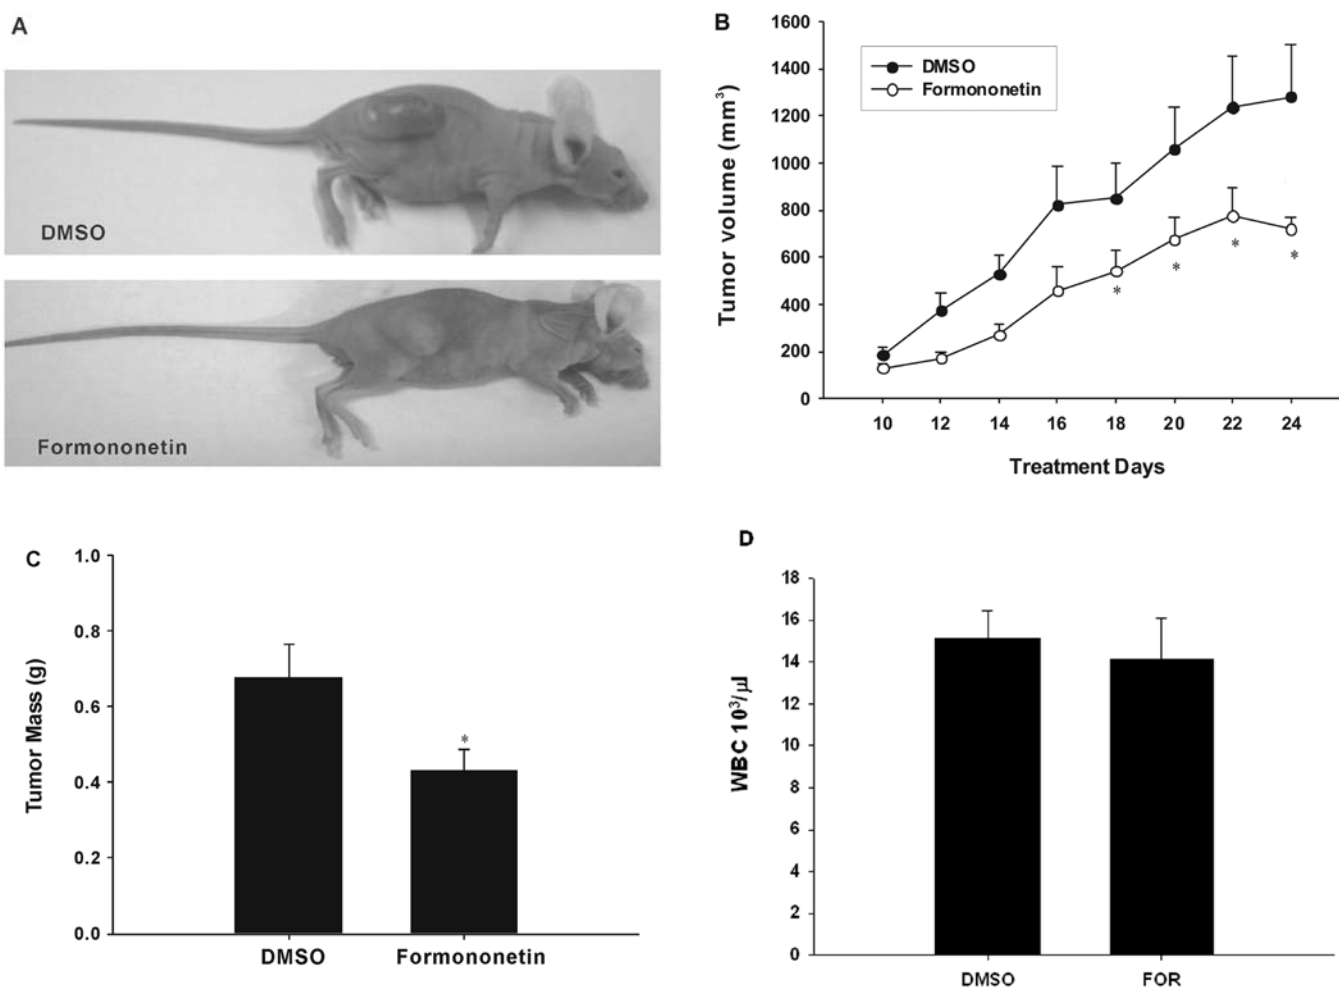 A
DMSO
Formononetin
B
1600
1400
1200
1000
800
600
400
200
0
Tumor volume (mm³)
DMSO
Formononetin
*
*
*
*
10 12 14 16 18 20 22 24
Treatment Days
C
1.0
0.8
0.6
0.4
0.2
0.0
Tumor Mass (g)
*
DMSO Formononetin
D
18
16
14
12
10
8
6
4
2
0
WBC 10³/µl
DMSO FOR